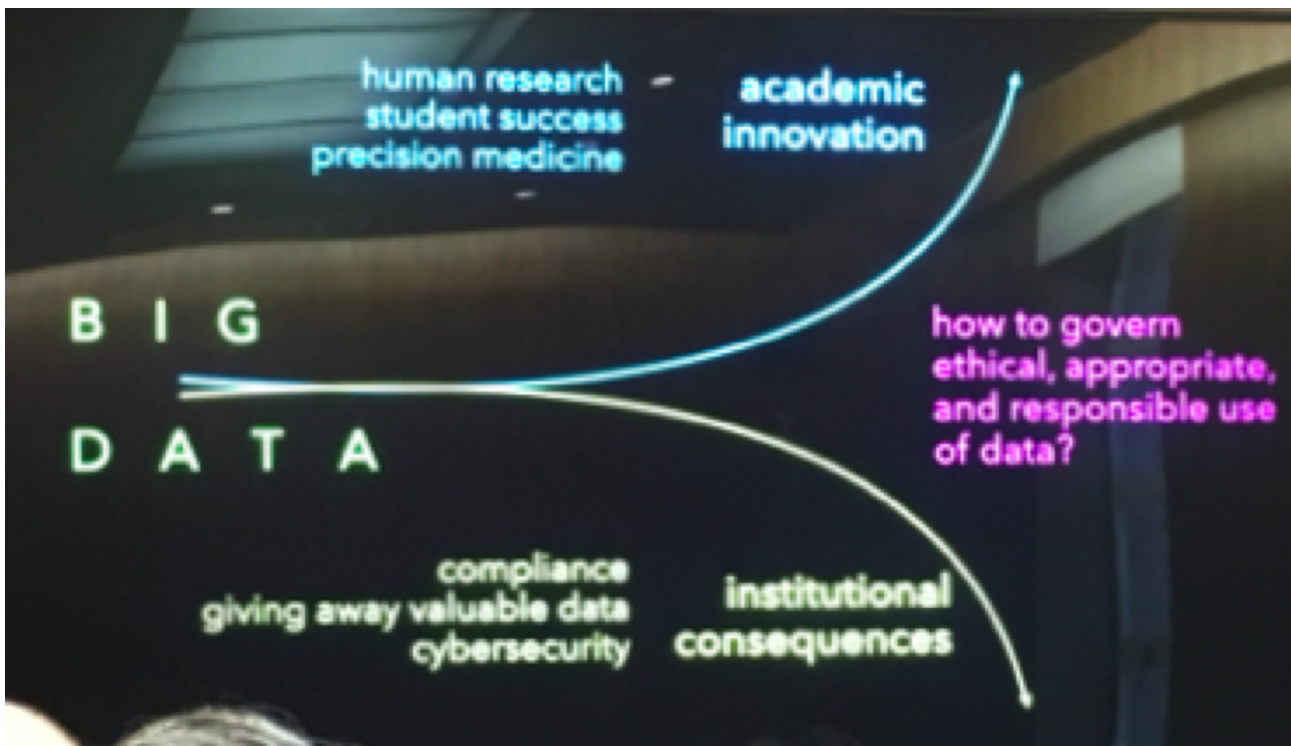 human research
student success
precision medicine
academic
innovation
B I G
D A T A
how to govern
ethical, appropriate,
and responsible use
of data?
compliance
giving away valuable data
cybersecurity
institutional
consequences